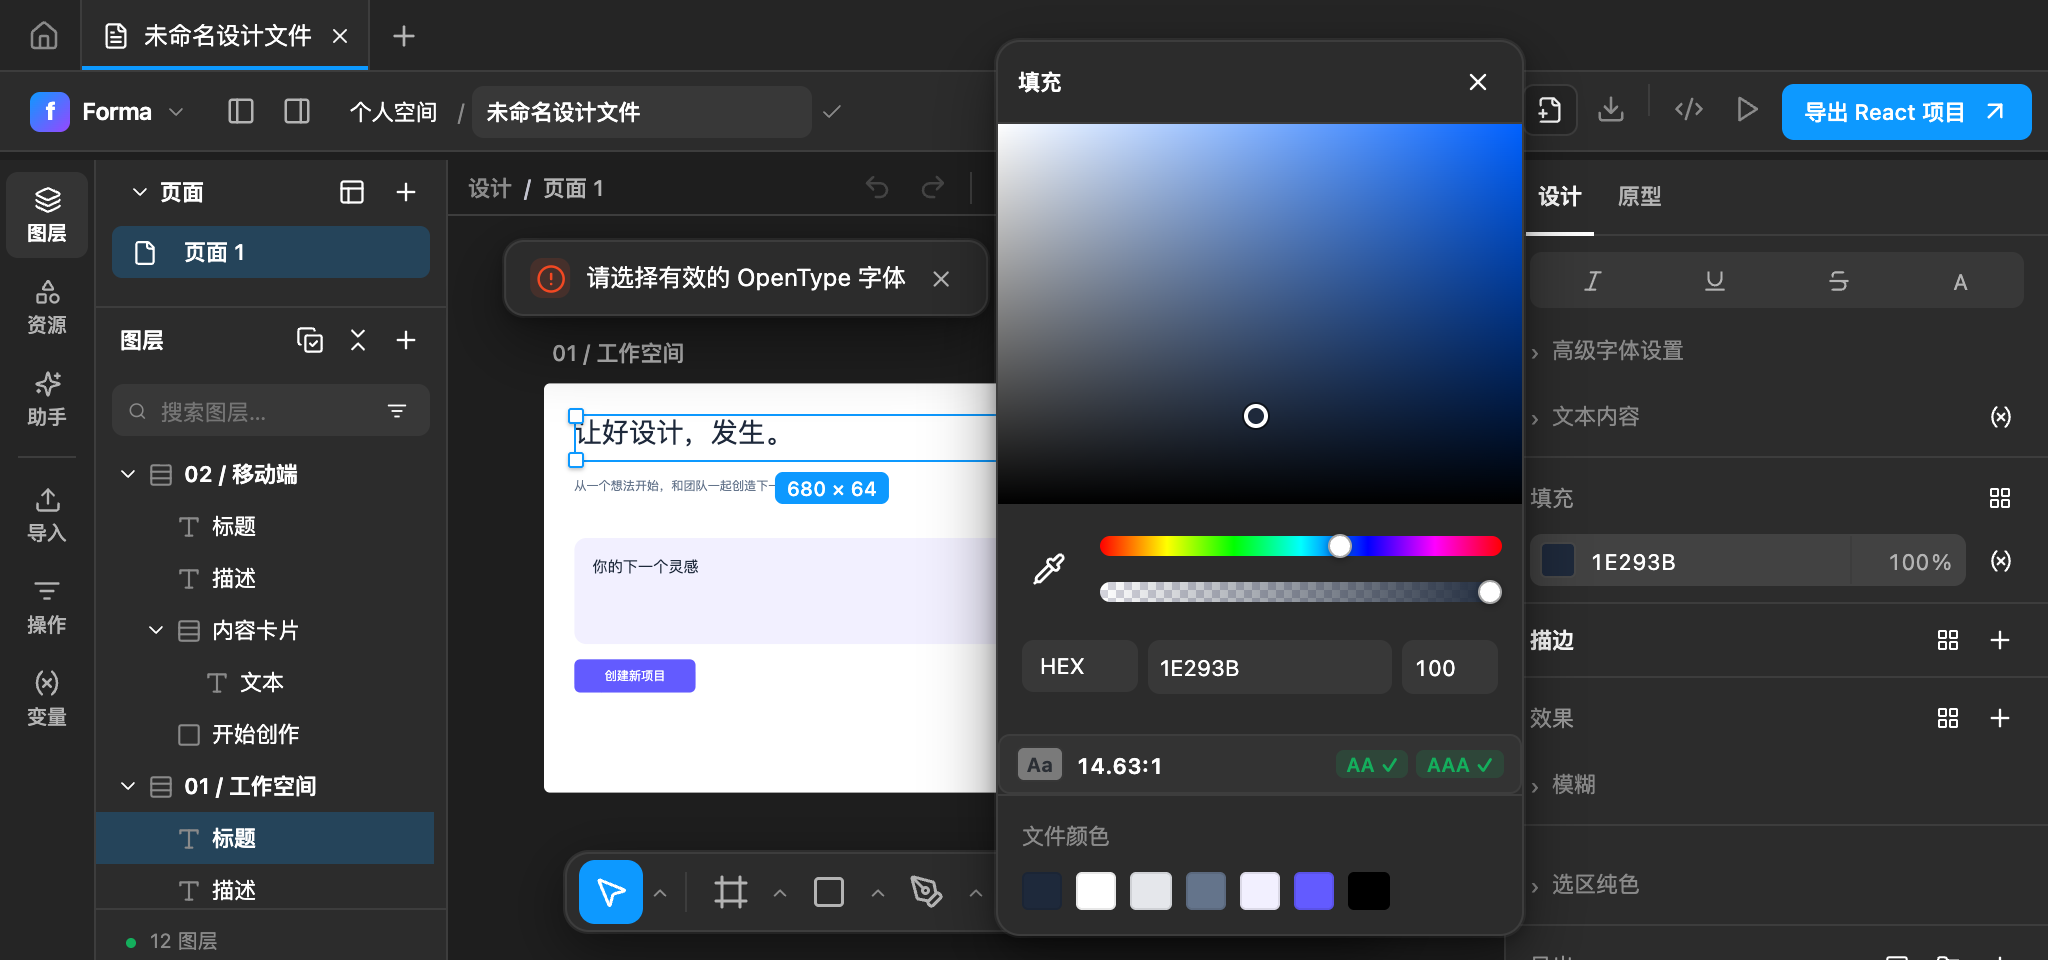 未命名设计文件
f Forma
个人空间 / 未命名设计文件
导出 React 项目
图层
资源
助手
导入
操作
变量
页面
页面 1
图层
搜索图层...
02 / 移动端
标题
描述
内容卡片
文本
开始创作
01 / 工作空间
标题
描述
12 图层
设计 / 页面 1
请选择有效的 OpenType 字体
01 / 工作空间
让好设计，发生。
从一个想法开始，和团队一起创造下一
680 × 64
你的下一个灵感
创建新项目
填充
HEX
1E293B
100
Aa
14.63:1
AA
AAA
文件颜色
设计
原型
高级字体设置
文本内容
填充
1E293B
100%
描边
效果
模糊
选区纯色